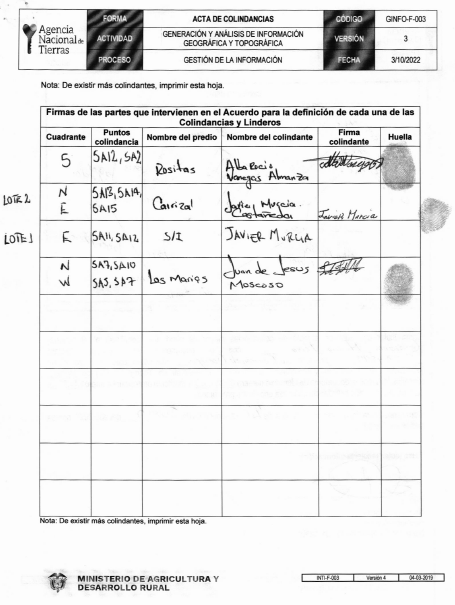 Agencia
Nacional de
Tierras
FORMA ACTA DE COLINDANCIAS CÓDIGO GINFO-F-003
ACTIVIDAD GENERACIÓN Y ANÁLISIS DE INFORMACIÓN
GEOGRÁFICA Y TOPOGRÁFICA VERSIÓN 3
PROCESO GESTIÓN DE LA INFORMACIÓN FECHA 3/10/2022
Nota: De existir más colindantes, imprimir esta hoja.
Firmas de las partes que intervienen en el Acuerdo para la definición de cada una de las
Colindancias y Linderos
Cuadrante Puntos
colindancia Nombre del predio Nombre del colindante Firma
colindante Huella
S SA12, SA2 Rositas Alba Rocio
Vanegas Almanza
LOTE 2 N SA13, SA14, Carrizal Javier Murcia
E SA15 Castañeda Javier Murcia
LOTE 1 E SA11, SA12 S/I JAVIER MURCIA
N SA7, SA10 Las Marias Juan de Jesus
W SA5, SA7 Moscoso
Nota: De existir más colindantes, imprimir esta hoja.
MINISTERIO DE AGRICULTURA Y
DESARROLLO RURAL
INTI-F-003 Versión 4 04-03-2019